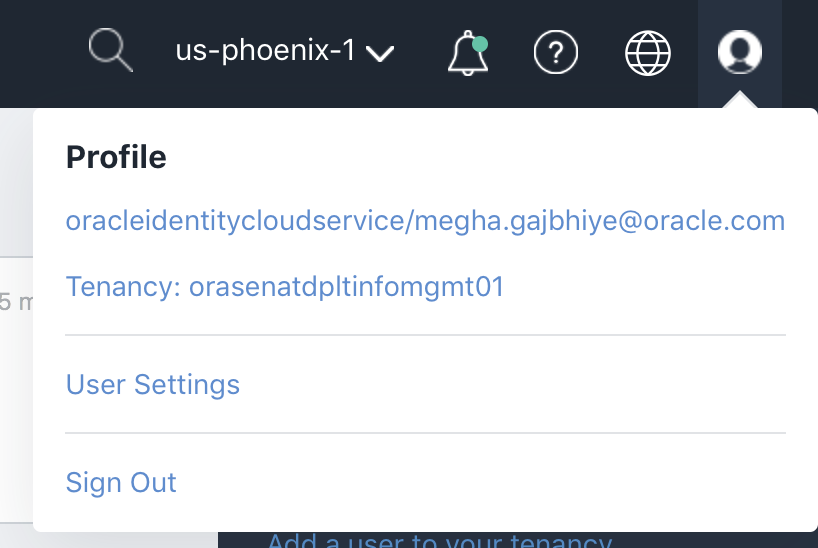 us-phoenix-1
Profile
oracleidentitycloudservice/megha.gajbhiye@oracle.com
Tenancy: orasenatdpltinfomgmt01
5 m
User Settings
Sign Out
Add a user to your tenancy